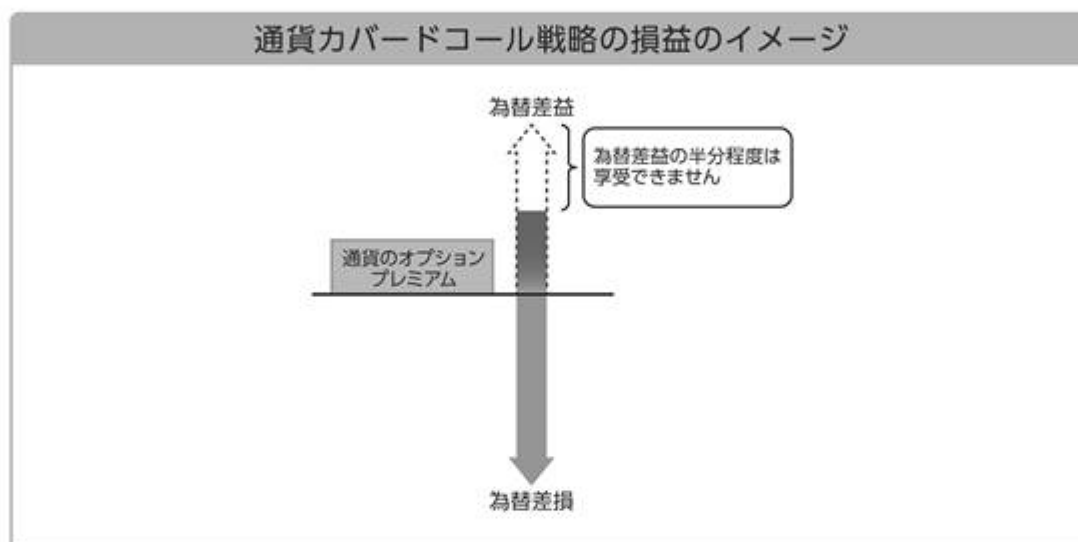 通貨カバードコール戦略の損益のイメージ
為替差益
為替差益の半分程度は
享受できません
通貨のオプション
プレミアム
為替差損